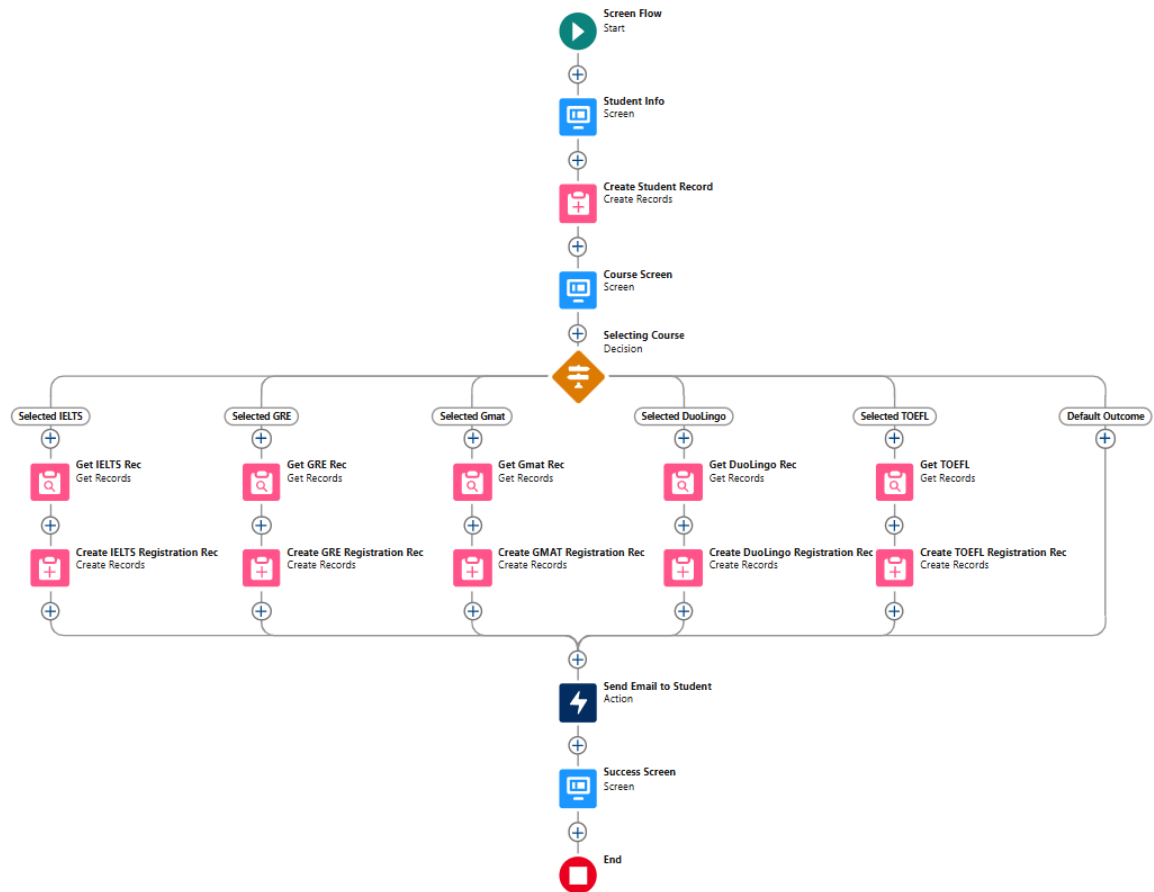 Screen Flow
Start
Student Info
Screen
Create Student Record
Create Records
Course Screen
Screen
Selecting Course
Decision
Selected IELTS
Selected GRE
Selected Gmat
Selected DuoLingo
Selected TOEFL
Default Outcome
Get IELTS Rec
Get Records
Get GRE Rec
Get Records
Get Gmat Rec
Get Records
Get DuoLingo Rec
Get Records
Get TOEFL
Get Records
Create IELTS Registration Rec
Create Records
Create GRE Registration Rec
Create Records
Create GMAT Registration Rec
Create Records
Create DuoLingo Registration Rec
Create Records
Create TOEFL Registration Rec
Create Records
Send Email to Student
Action
Success Screen
Screen
End